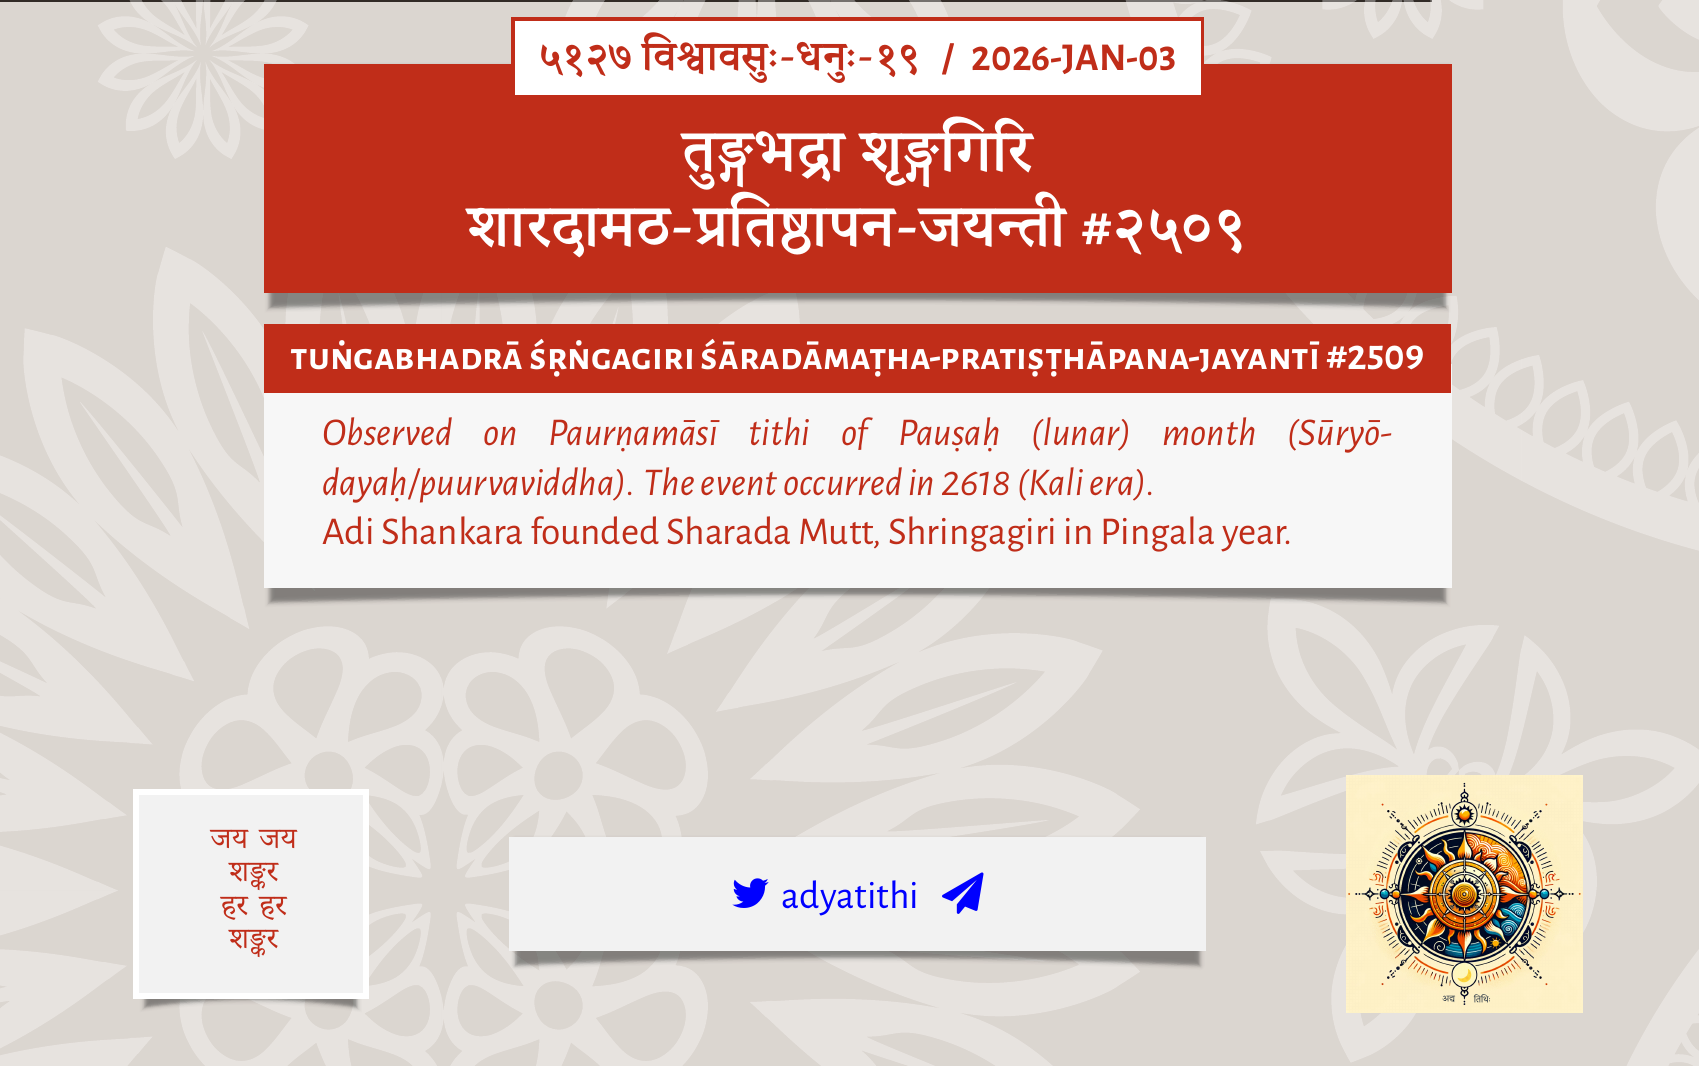 ५१२७ विश्वावसुः-धनुः-१९ / 2026-JAN-03
तुङ्गभद्रा शृङ्गगिरि
शारदामठ-प्रतिष्ठापन-जयन्ती #२५०९
TUṄGABHADRĀ ŚṚṄGAGIRI ŚĀRADĀMAṬHA-PRATIṢṬHĀPANA-JAYANTĪ #2509
Observed on Paurṇamāsī tithi of Pauṣaḥ (lunar) month (Sūryō-
dayaḥ/puurvaviddha). The event occurred in 2618 (Kali era).
Adi Shankara founded Sharada Mutt, Shringagiri in Pingala year.
जय जय
शङ्कर
हर हर
शङ्कर
adyatithi
अद्य तिथिः